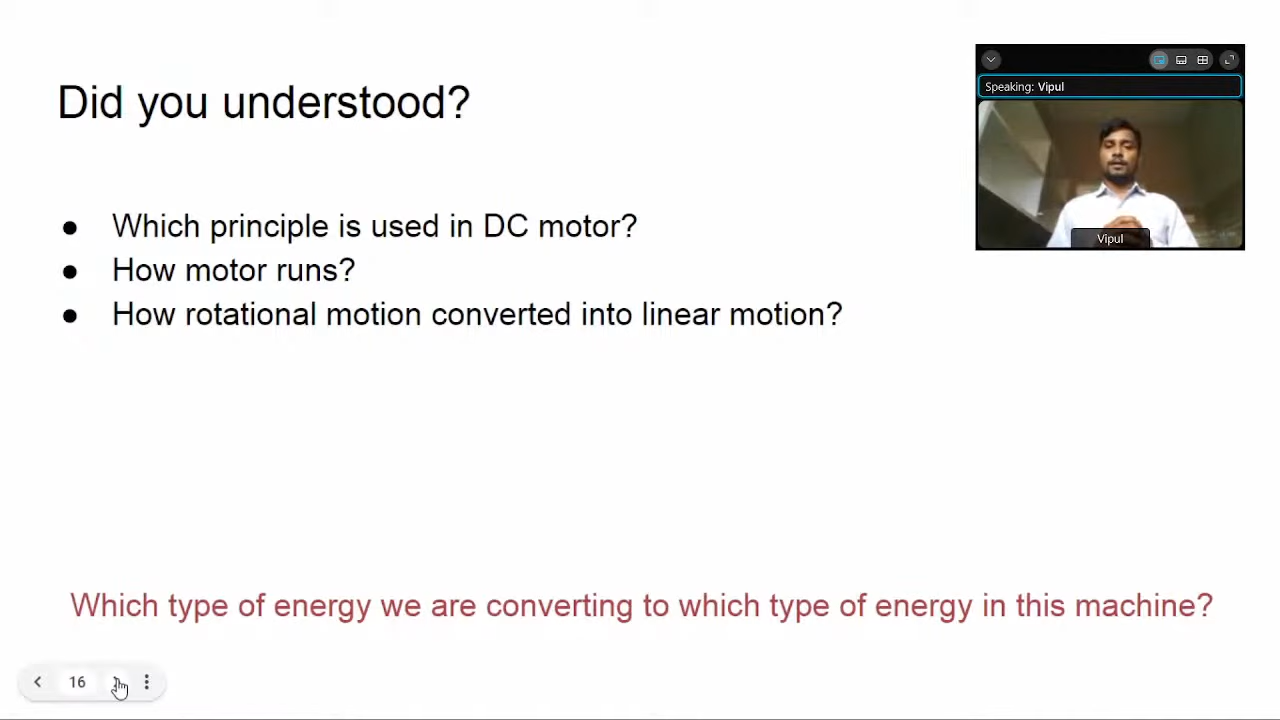 Did you understood?
Speaking: Vipul
Vipul
● Which principle is used in DC motor?
● How motor runs?
● How rotational motion converted into linear motion?
Which type of energy we are converting to which type of energy in this machine?
16